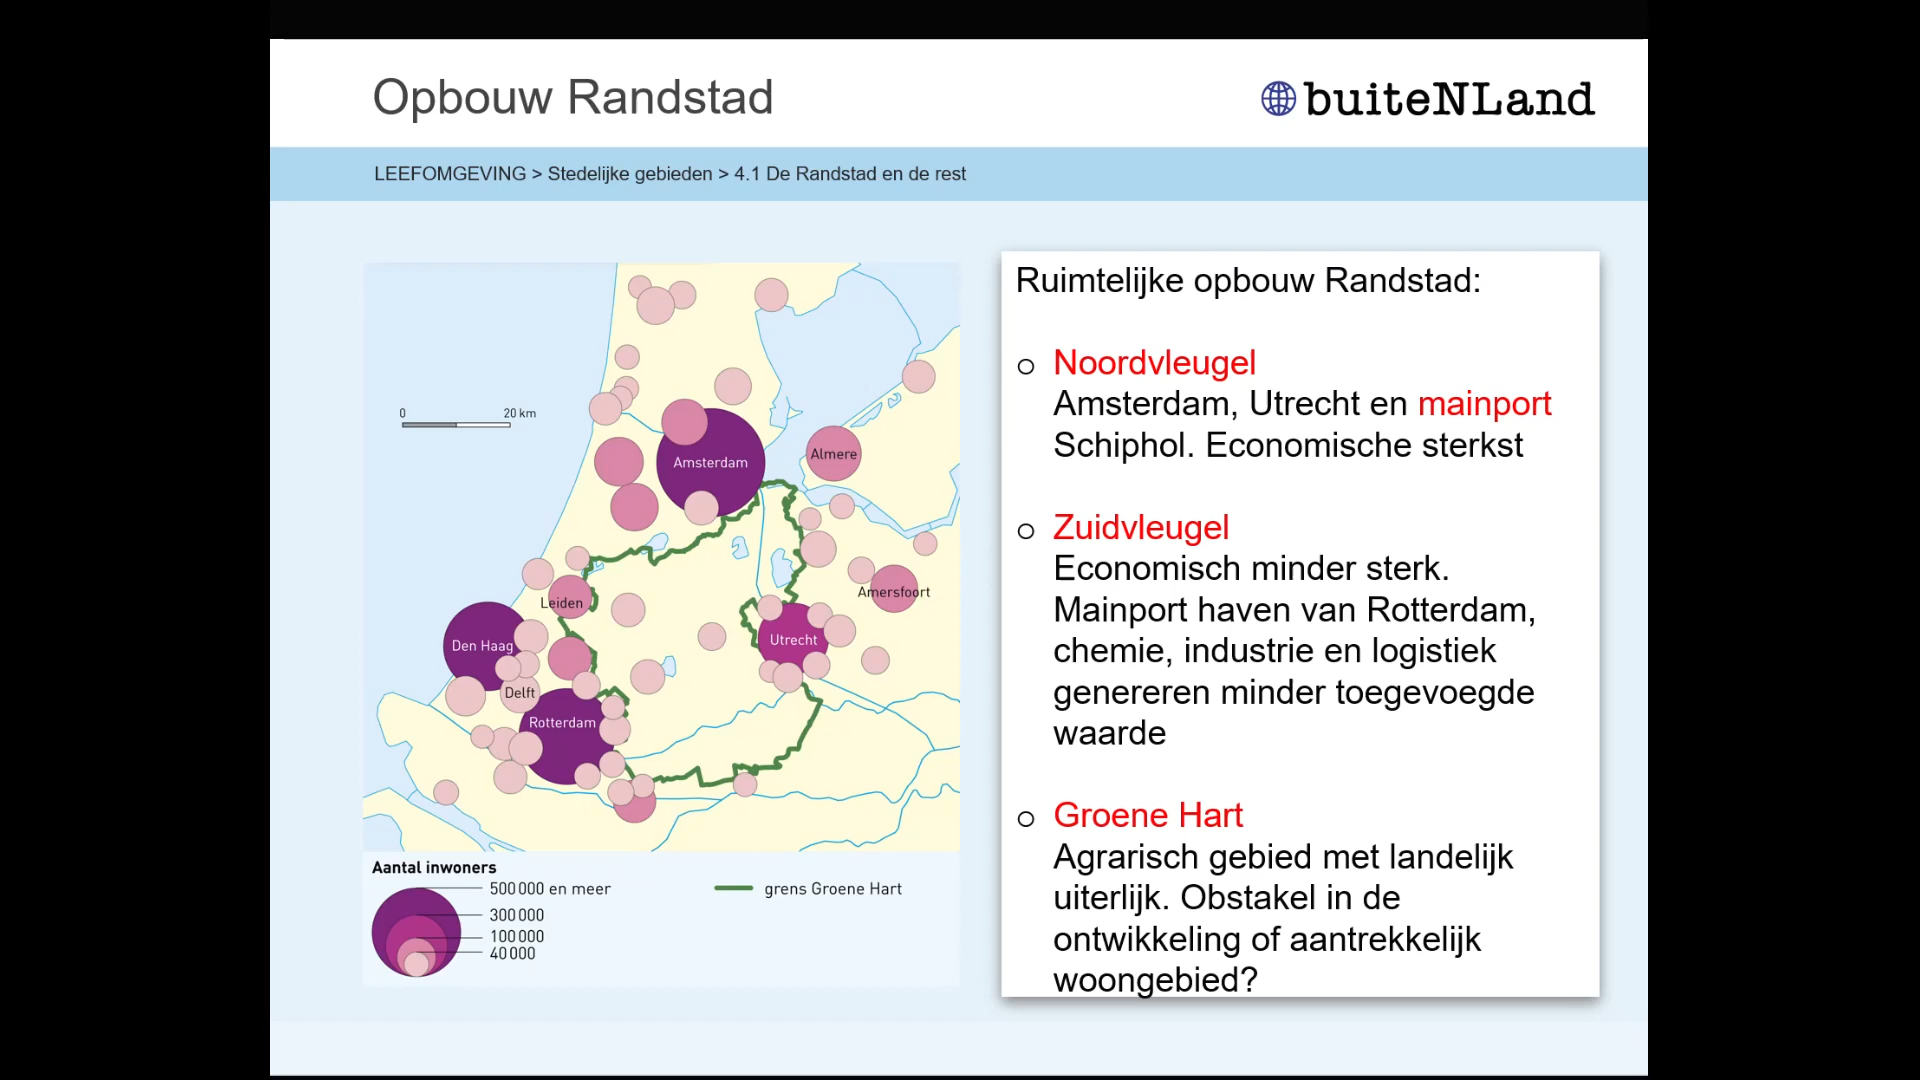 Opbouw Randstad
buiteNLand
LEEFOMGEVING > Stedelijke gebieden > 4.1 De Randstad en de rest
0 20 km
Amsterdam
Almere
Leiden
Amersfoort
Den Haag
Utrecht
Delft
Rotterdam
Aantal inwoners
500 000 en meer
300 000
100 000
40 000
grens Groene Hart
Ruimtelijke opbouw Randstad:
Noordvleugel
Amsterdam, Utrecht en mainport
Schiphol. Economische sterkst
Zuidvleugel
Economisch minder sterk.
Mainport haven van Rotterdam,
chemie, industrie en logistiek
genereren minder toegevoegde
waarde
Groene Hart
Agrarisch gebied met landelijk
uiterlijk. Obstakel in de
ontwikkeling of aantrekkelijk
woongebied?